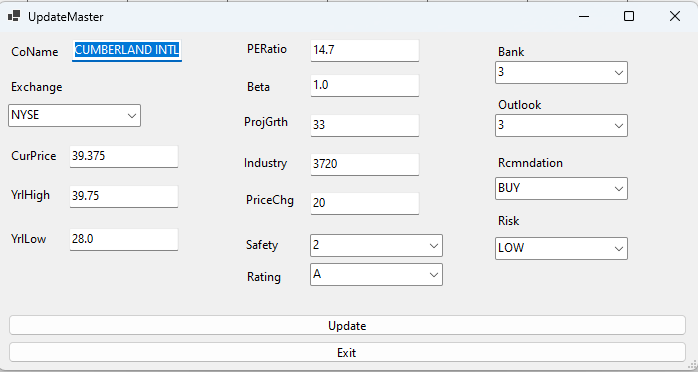 UpdateMaster
CoName CUMBERLAND INTL
Exchange
NYSE
CurPrice 39.375
YrlHigh 39.75
YrlLow 28.0
PERatio 14.7
Beta 1.0
ProjGrth 33
Industry 3720
PriceChg 20
Safety 2
Rating A
Bank
3
Outlook
3
Rcmndation
BUY
Risk
LOW
Update
Exit